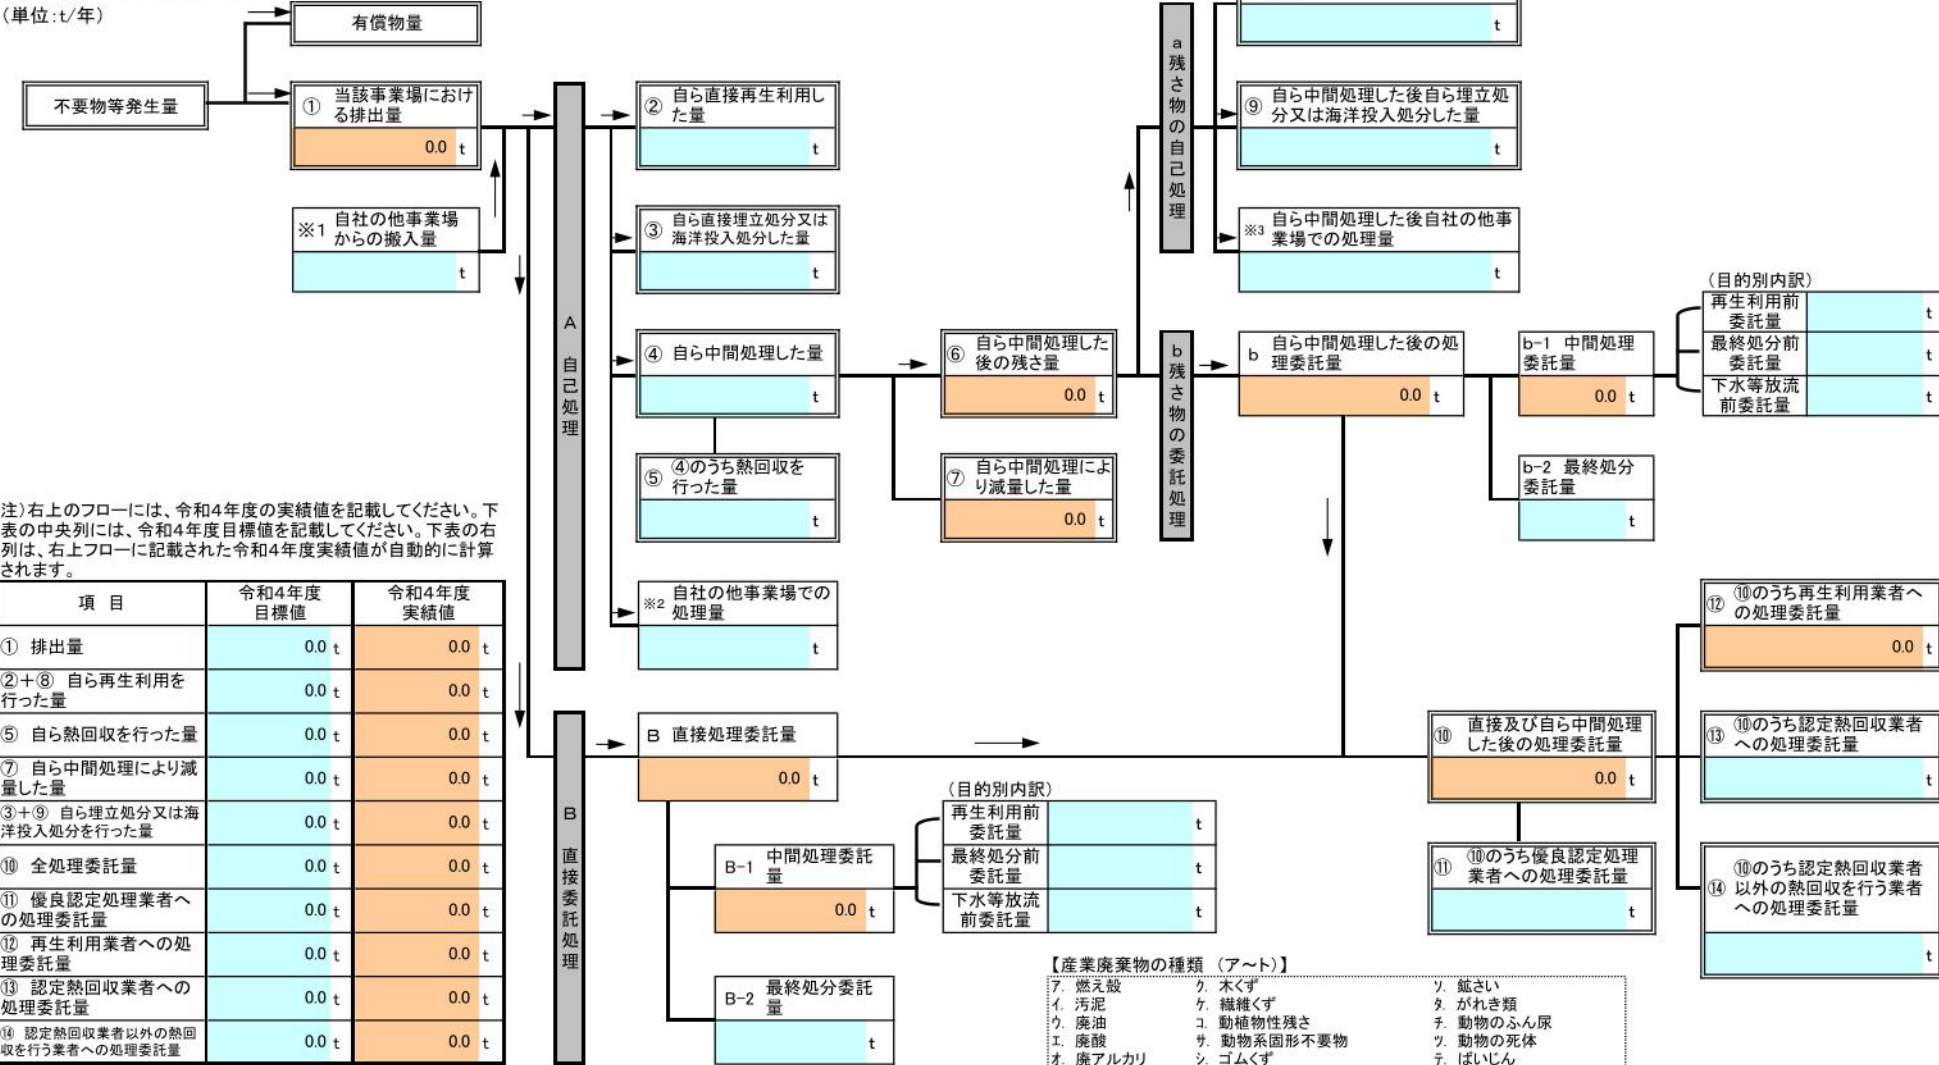 (単位:t/年)
有償物量
不要物等発生量
① 当該事業場におけ
る排出量
0.0 t
※1 自社の他事業場
からの搬入量
t
A 自己処理
② 自ら直接再生利用し
た量
t
③ 自ら直接埋立処分又は
海洋投入処分した量
t
④ 自ら中間処理した量
t
⑤ ④のうち熱回収を
行った量
t
※2 自社の他事業場での
処理量
t
⑥ 自ら中間処理した
後の残さ量
0.0 t
⑦ 自ら中間処理によ
り減量した量
0.0 t
a残さ物の自己処理
t
⑨ 自ら中間処理した後自ら埋立処
分又は海洋投入処分した量
t
※3 自ら中間処理した後自社の他事
業場での処理量
t
b残さ物の委託処理
b 自ら中間処理した後の処
理委託量
0.0 t
b-1 中間処理
委託量
0.0 t
(目的別内訳)
再生利用前
委託量
t
最終処分前
委託量
t
下水等放流
前委託量
t
b-2 最終処分
委託量
t
注)右上のフローには、令和4年度の実績値を記載してください。下
表の中央列には、令和4年度目標値を記載してください。下表の右
列は、右上フローに記載された令和4年度実績値が自動的に計算
されます。
項 目
令和4年度
目標値
令和4年度
実績値
① 排出量
0.0 t 0.0 t
②+⑧ 自ら再生利用を
行った量
0.0 t 0.0 t
⑤ 自ら熱回収を行った量
0.0 t 0.0 t
⑦ 自ら中間処理により減
量した量
0.0 t 0.0 t
③+⑨ 自ら埋立処分又は海
洋投入処分を行った量
0.0 t 0.0 t
⑩ 全処理委託量
0.0 t 0.0 t
⑪ 優良認定処理業者へ
の処理委託量
0.0 t 0.0 t
⑫ 再生利用業者への処
理委託量
0.0 t 0.0 t
⑬ 認定熱回収業者への
処理委託量
0.0 t 0.0 t
⑭ 認定熱回収業者以外の熱回
収を行う業者への処理委託量
0.0 t 0.0 t
B 直接委託処理
B 直接処理委託量
0.0 t
B-1 中間処理委託
量
0.0 t
(目的別内訳)
再生利用前
委託量
t
最終処分前
委託量
t
下水等放流
前委託量
t
B-2 最終処分委託
量
t
⑩ 直接及び自ら中間処理
した後の処理委託量
0.0 t
⑪ ⑩のうち優良認定処理
業者への処理委託量
t
⑫ ⑩のうち再生利用業者へ
の処理委託量
0.0 t
⑬ ⑩のうち認定熱回収業者
への処理委託量
t
⑭ ⑩のうち認定熱回収業者
以外の熱回収を行う業者
への処理委託量
t
【産業廃棄物の種類 (ア～ト)】
ア. 燃え殻 ク. 木くず ソ. 鉱さい
イ. 汚泥 ケ. 繊維くず タ. がれき類
ウ. 廃油 コ. 動植物性残さ チ. 動物のふん尿
エ. 廃酸 サ. 動物系固形不要物 ツ. 動物の死体
オ. 廃アルカリ シ. ゴムくず テ. ばいじん